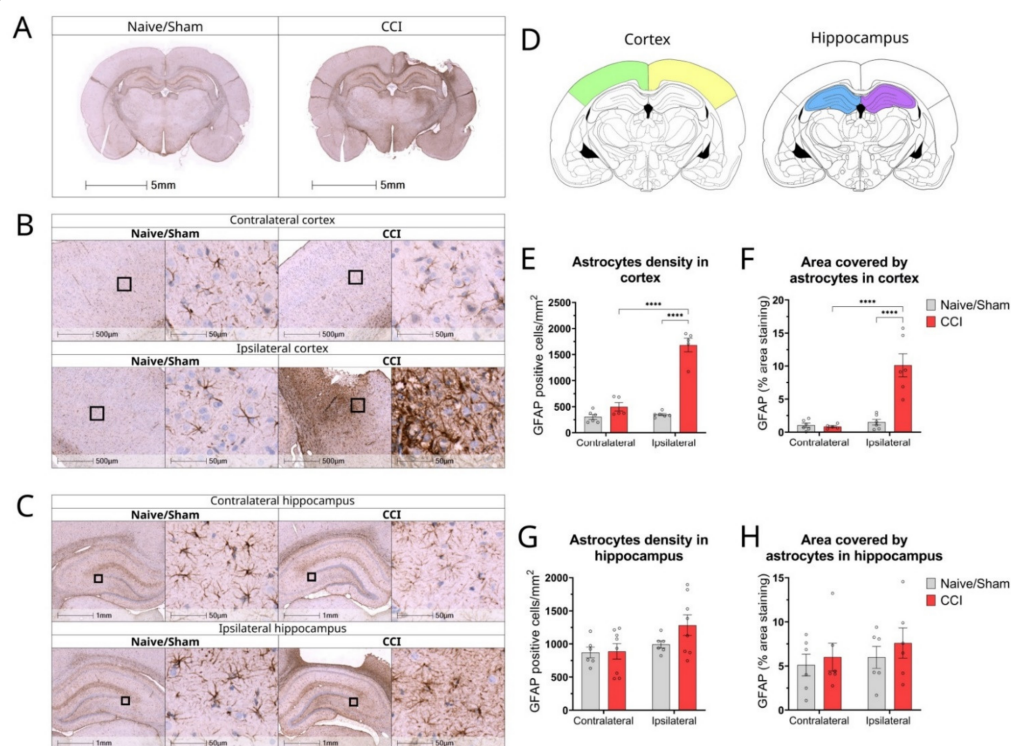 A
Naive/Sham
CCI
5mm
5mm
B
Contralateral cortex
Naive/Sham
CCI
500µm
50µm
500µm
50µm
Ipsilateral cortex
Naive/Sham
CCI
500µm
50µm
500µm
50µm
C
Contralateral hippocampus
Naive/Sham
CCI
1mm
50µm
1mm
50µm
Ipsilateral hippocampus
Naive/Sham
CCI
1mm
50µm
1mm
50µm
D
Cortex
Hippocampus
E
Astrocytes density in
cortex
GFAP positive cells/mm²
2500
2000
1500
1000
500
0
****
****
Contralateral
Ipsilateral
F
Area covered by
astrocytes in cortex
GFAP (% area staining)
20
15
10
5
0
****
****
Contralateral
Ipsilateral
Naive/Sham
CCI
G
Astrocytes density in
hippocampus
GFAP positive cells/mm²
2000
1500
1000
500
0
Contralateral
Ipsilateral
H
Area covered by
astrocytes in hippocampus
GFAP (% area staining)
15
10
5
0
Contralateral
Ipsilateral
Naive/Sham
CCI